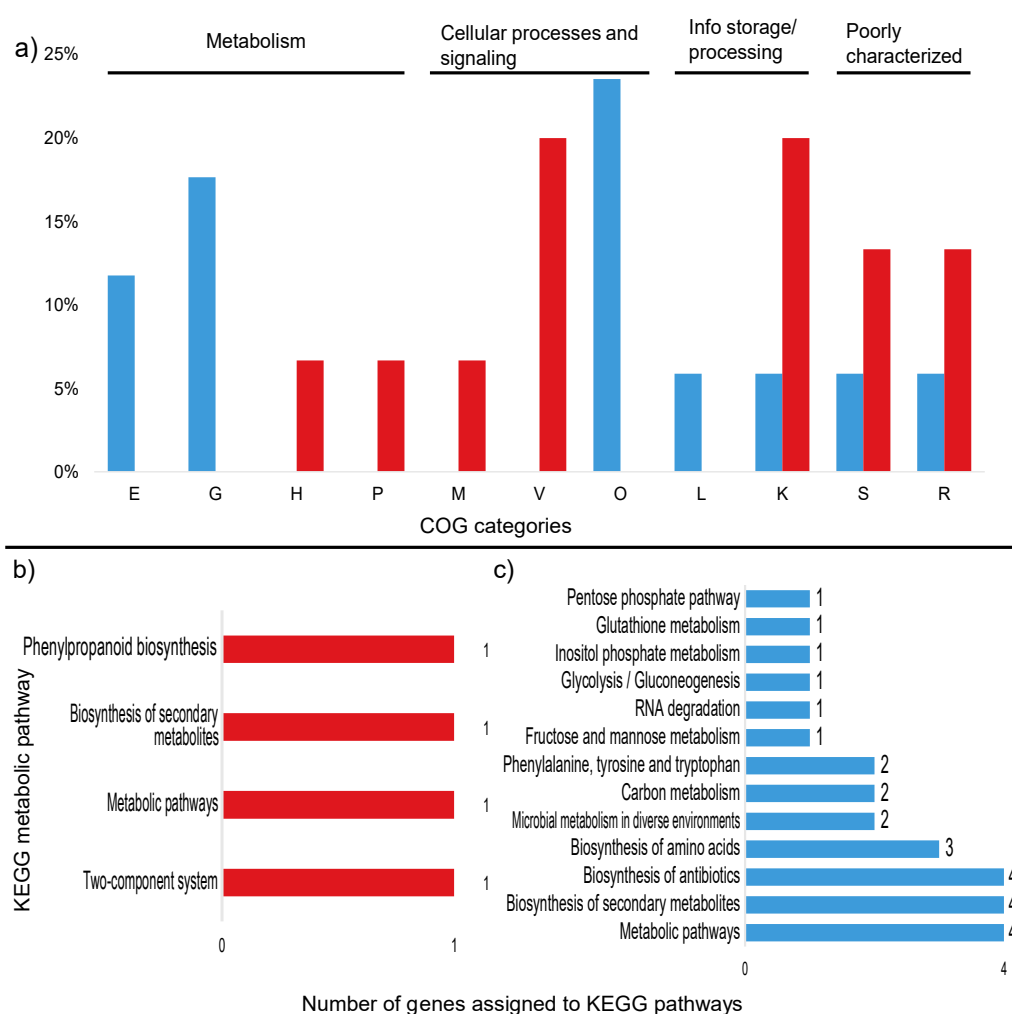 a)
Metabolism
Cellular processes and
signaling
Info storage/
processing
Poorly
characterized
25%
20%
15%
10%
5%
0%
E G H P M V O L K S R
COG categories
b)
KEGG metabolic pathway
Phenylpropanoid biosynthesis 1
Biosynthesis of secondary
metabolites 1
Metabolic pathways 1
Two-component system 1
0 1
c)
Pentose phosphate pathway 1
Glutathione metabolism 1
Inositol phosphate metabolism 1
Glycolysis / Gluconeogenesis 1
RNA degradation 1
Fructose and mannose metabolism 1
Phenylalanine, tyrosine and tryptophan 2
Carbon metabolism 2
Microbial metabolism in diverse environments 2
Biosynthesis of amino acids 3
Biosynthesis of antibiotics 4
Biosynthesis of secondary metabolites 4
Metabolic pathways 4
0 4
Number of genes assigned to KEGG pathways